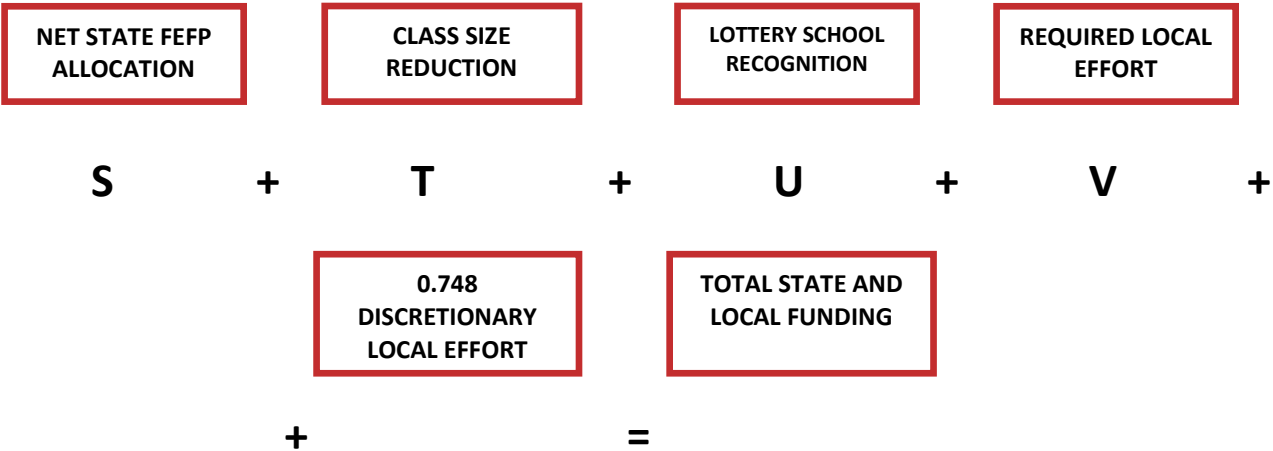 NET STATE FEFP
ALLOCATION
CLASS SIZE
REDUCTION
LOTTERY SCHOOL
RECOGNITION
REQUIRED LOCAL
EFFORT
S + T + U + V +
0.748
DISCRETIONARY
LOCAL EFFORT
TOTAL STATE AND
LOCAL FUNDING
+ =